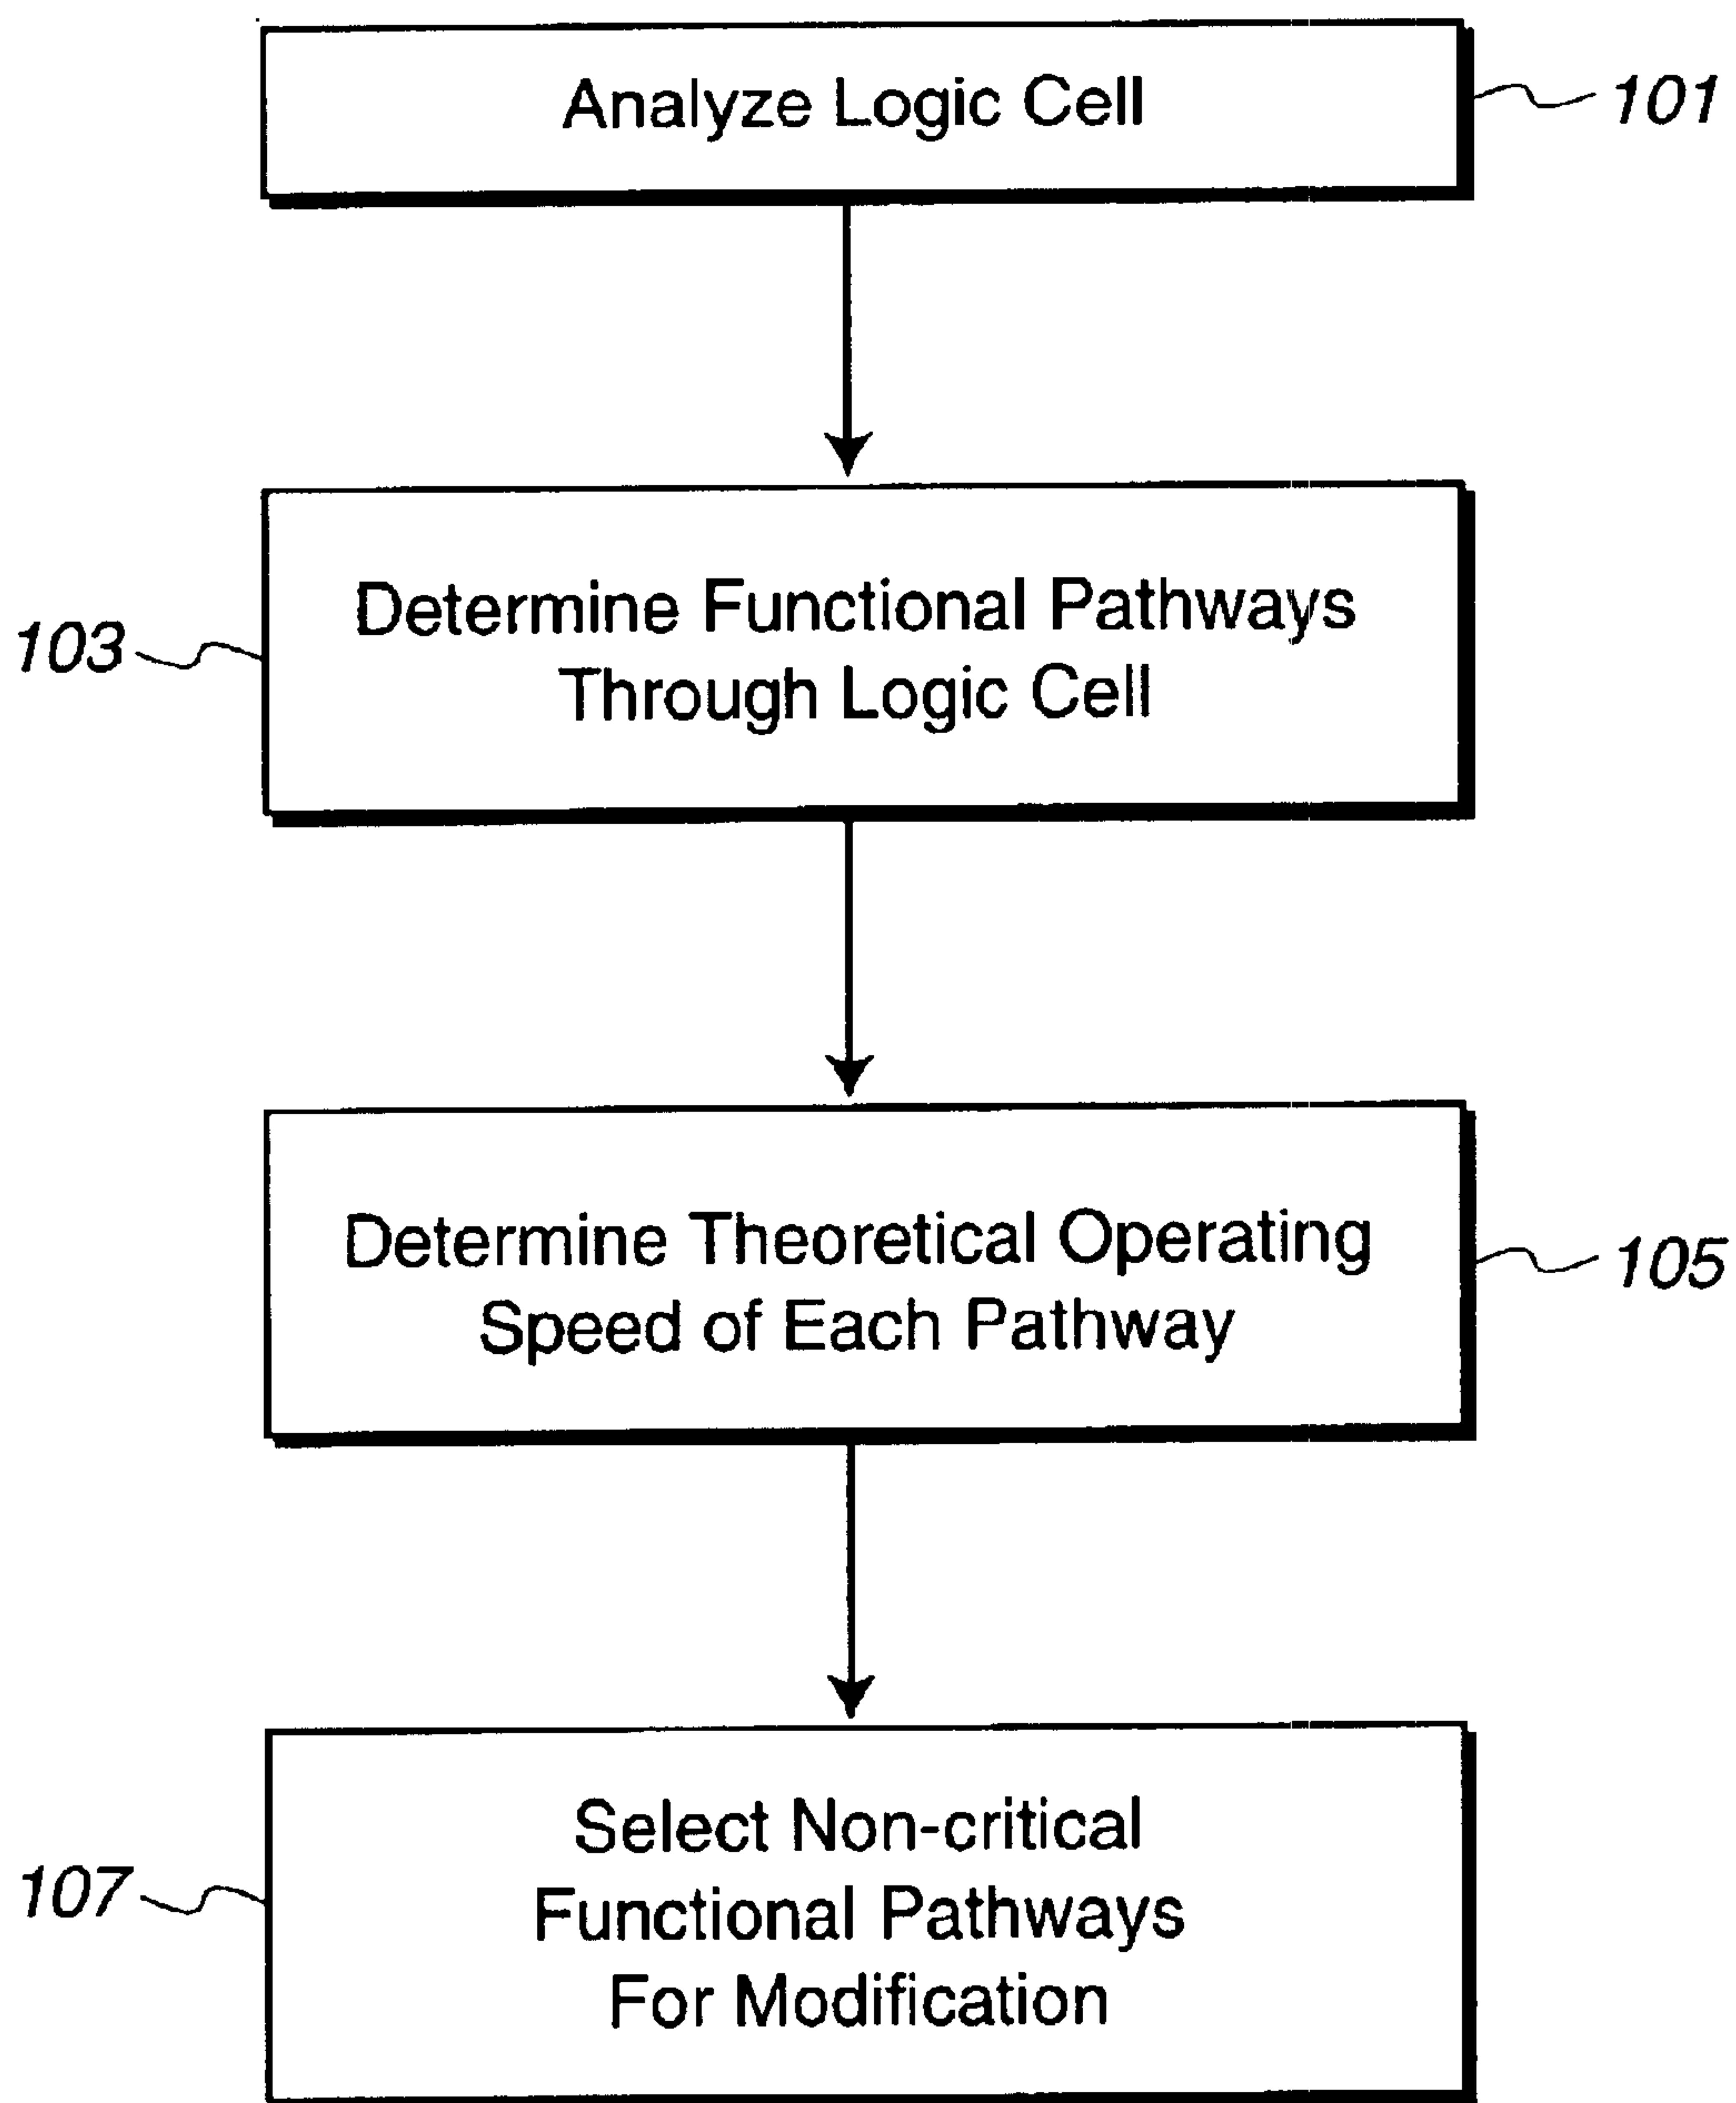 Analyze Logic Cell
101
Determine Functional Pathways
Through Logic Cell
103
Determine Theoretical Operating
Speed of Each Pathway
105
Select Non-critical
Functional Pathways
For Modification
107